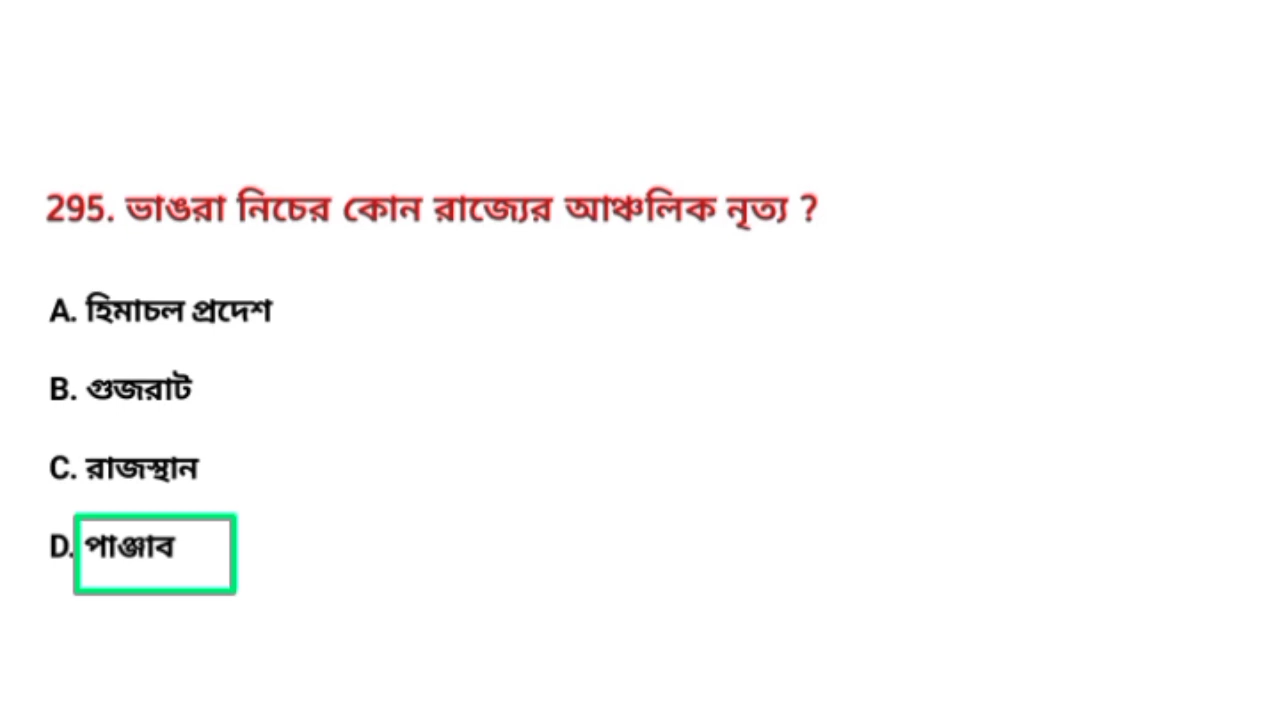 295. ভাঙরা নিচের কোন রাজ্যের আঞ্চলিক নৃত্য ?
A. হিমাচল প্রদেশ
B. গুজরাট
C. রাজস্থান
D. পাঞ্জাব